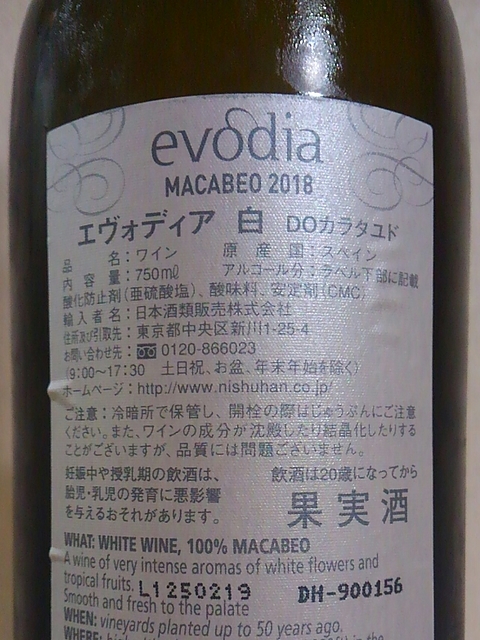 evodia
MACABEO 2018
エヴォディア 白 DOカラタユド
品名：ワイン 原産国：スペイン
内容量：750mℓ アルコール分：ラベル下部に記載
酸化防止剤(亜硫酸塩)、酸味料、安定剤(CMC)
輸入者名：日本酒類販売株式会社
住所及び引取先：東京都中央区新川1-25-4
お問い合わせ先：0120-866023
(9:00～17:30 土日祝、お盆、年末年始を除く)
ホームページ：http://www.nishuhan.co.jp/
ご注意：冷暗所で保管し、開栓の際はじゅうぶんにご注意
ください。また、ワインの成分が沈殿したり結晶化したりする
ことがございますが、品質には問題ございません。
妊娠中や授乳期の飲酒は、
胎児・乳児の発育に悪影響
を与えるおそれがあります。
飲酒は20歳になってから
果実酒
WHAT: WHITE WINE, 100% MACABEO
A wine of very intense aromas of white flowers and
tropical fruits.
L1250219 DH-900156
Smooth and fresh to the palate
WHEN: vineyards planted up to 50 years ago.
WHERE: in the